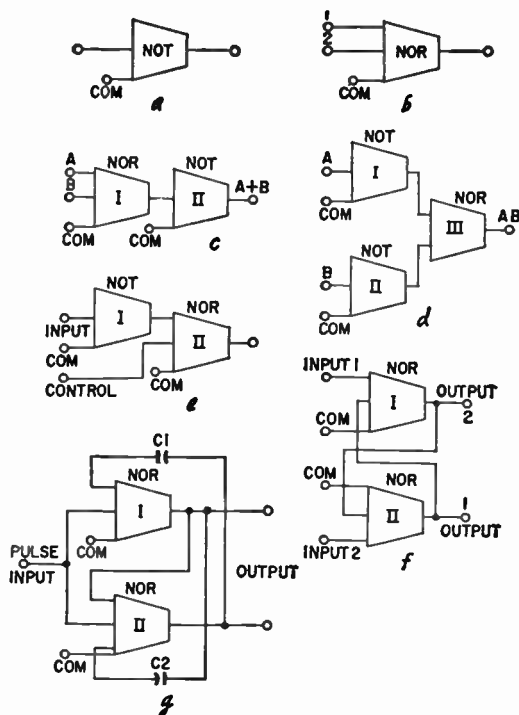 NOT
COM
a
1
2
NOR
COM
b
A
B
NOR
I
NOT
II
A+B
COM
COM
c
NOT
A
I
COM
NOR
III
AB
NOT
B
II
COM
d
NOT
I
INPUT
COM
NOR
II
CONTROL
COM
e
INPUT 1
NOR
I
OUTPUT
2
COM
COM
NOR
II
1
OUTPUT
INPUT 2
f
C1
NOR
I
COM
PULSE
INPUT
OUTPUT
NOR
II
COM
C2
g